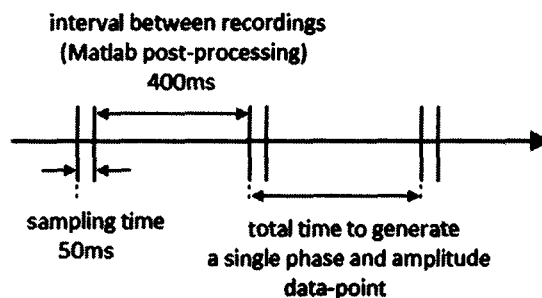 interval between recordings
(Matlab post-processing)
400ms
sampling time
50ms
total time to generate
a single phase and amplitude
data-point